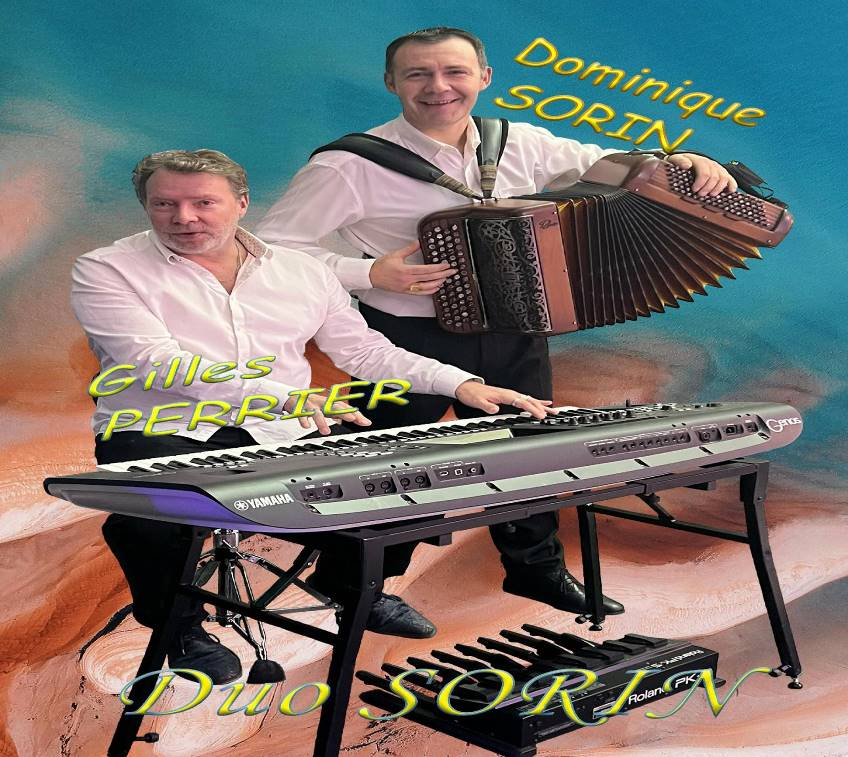 Dominique
SORIN
Gilles
PERRIER
Genos
YAMAHA
Roland PK
Duo SORIN